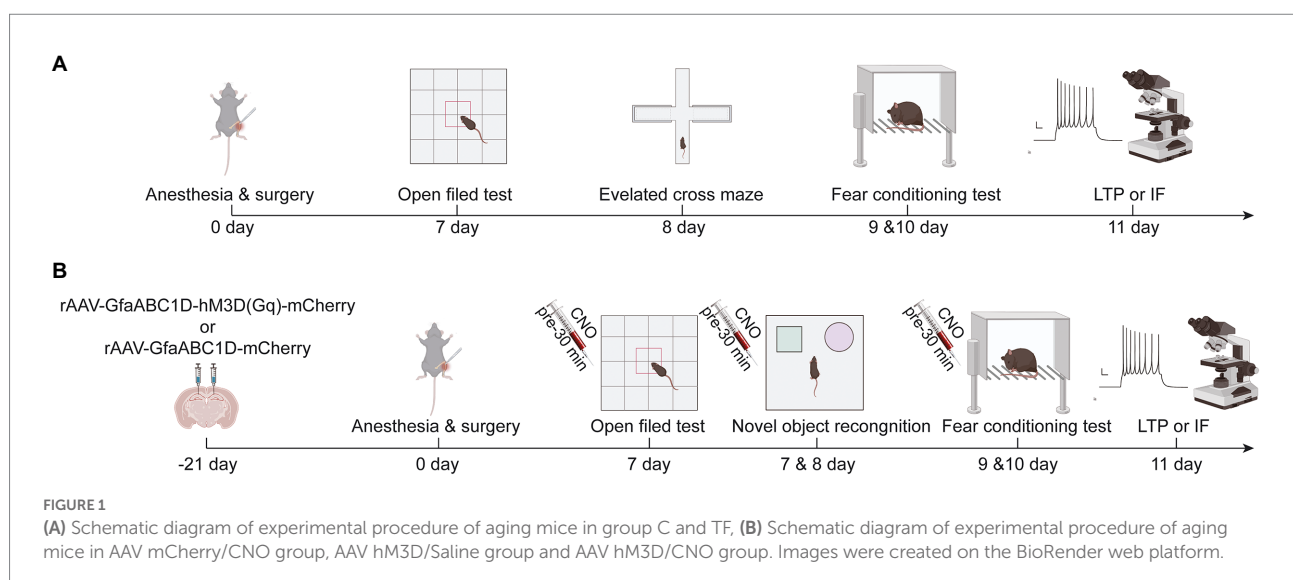 A
Anesthesia & surgery
Open filed test
Evelated cross maze
Fear conditioning test
LTP or IF
0 day
7 day
8 day
9 &10 day
11 day
B
rAAV-GfaABC1D-hM3D(Gq)-mCherry
or
rAAV-GfaABC1D-mCherry
CNO
pre-30 min
CNO
pre-30 min
CNO
pre-30 min
Anesthesia & surgery
Open filed test
Novel object recongnition
Fear conditioning test
LTP or IF
-21 day
0 day
7 day
7 & 8 day
9 &10 day
11 day
FIGURE 1
(A) Schematic diagram of experimental procedure of aging mice in group C and TF, (B) Schematic diagram of experimental procedure of aging
mice in AAV mCherry/CNO group, AAV hM3D/Saline group and AAV hM3D/CNO group. Images were created on the BioRender web platform.